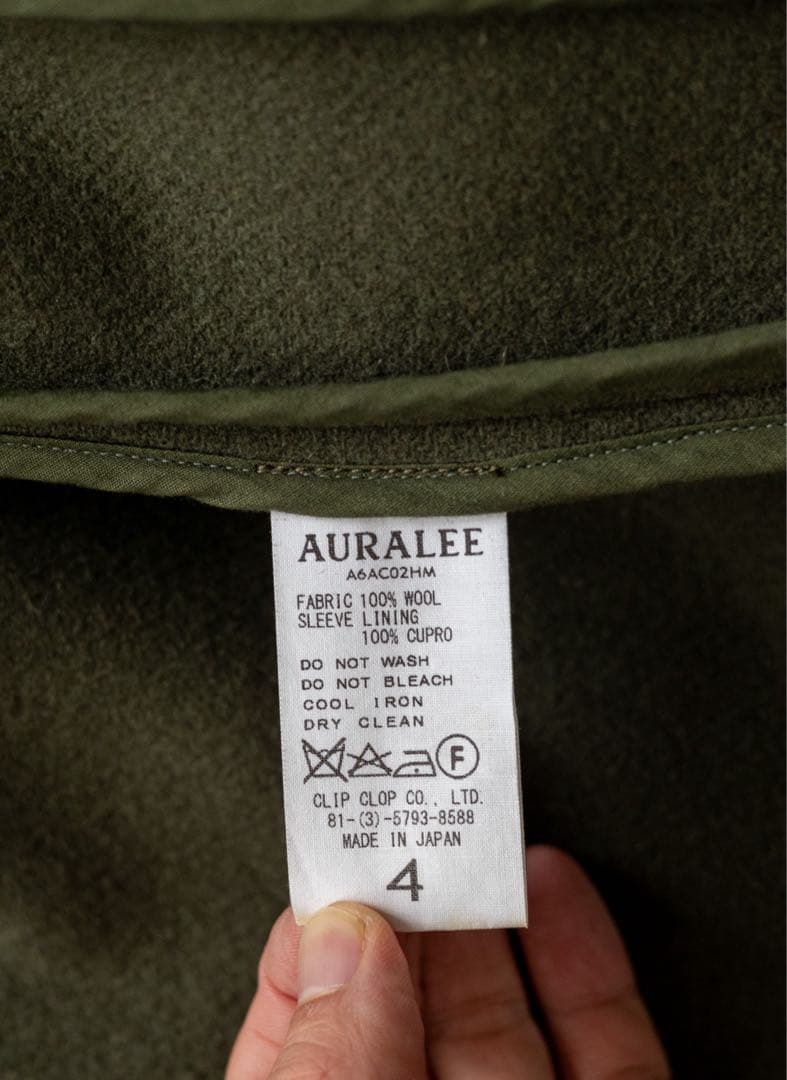 AURALEE
A6AC02HM
FABRIC 100% WOOL
SLEEVE LINING
100% CUPRO
DO NOT WASH
DO NOT BLEACH
COOL IRON
DRY CLEAN
F
CLIP CLOP CO., LTD.
81-(3)-5793-8588
MADE IN JAPAN
4